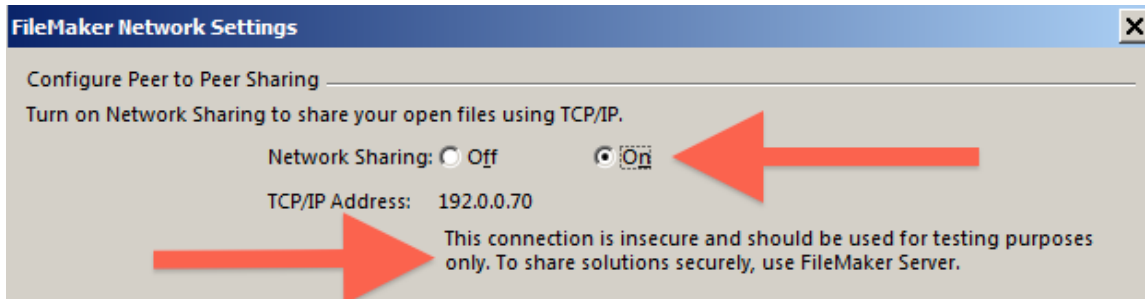 FileMaker Network Settings
Configure Peer to Peer Sharing
Turn on Network Sharing to share your open files using TCP/IP.
Network Sharing: Off On
TCP/IP Address: 192.0.0.70
This connection is insecure and should be used for testing purposes
only. To share solutions securely, use FileMaker Server.